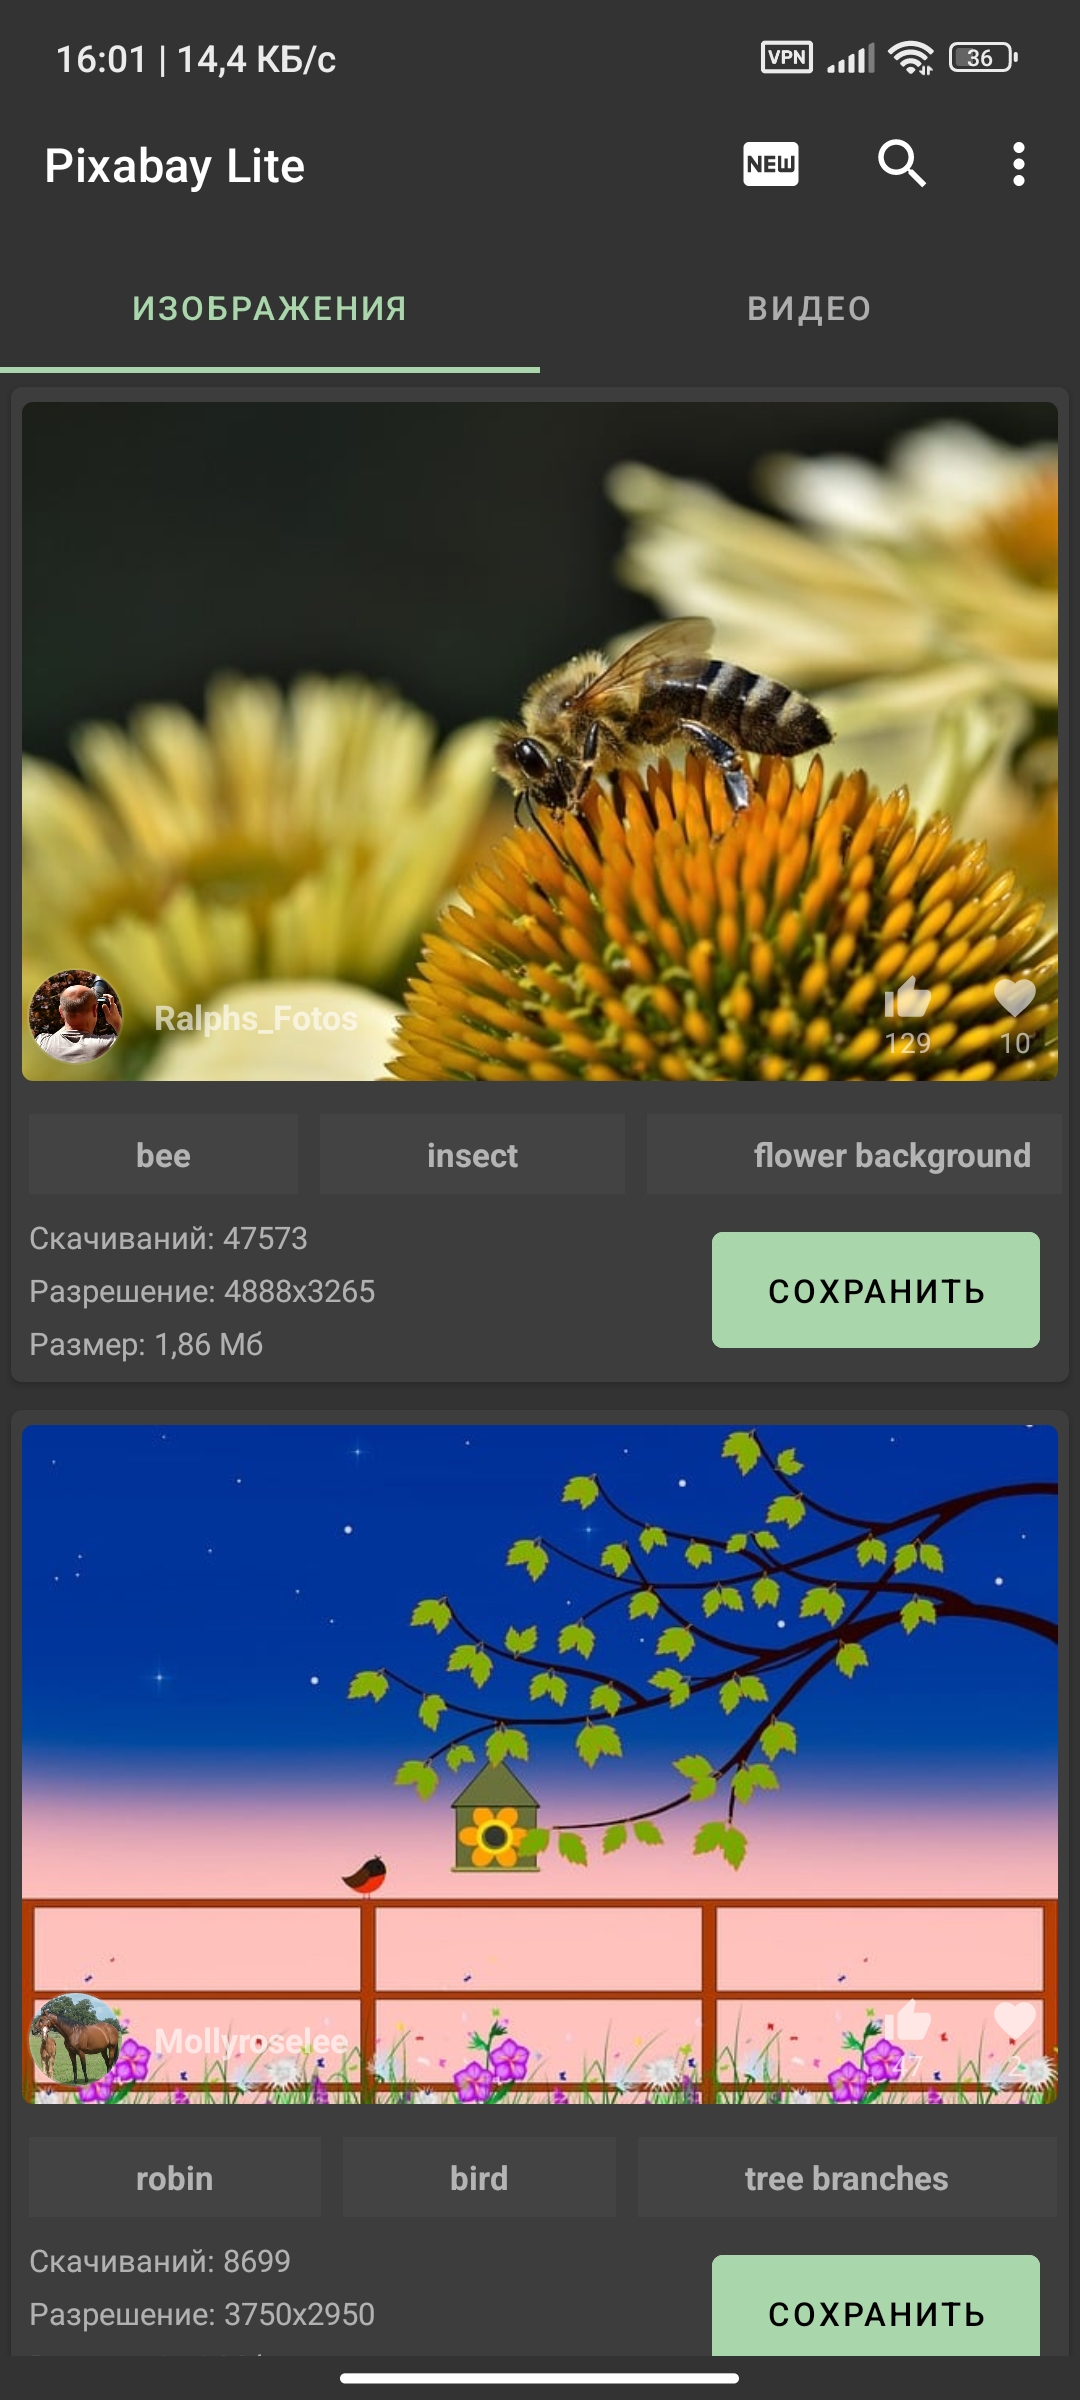 16:01 | 14,4 КБ/с VPN 36
Pixabay Lite NEW
ИЗОБРАЖЕНИЯ ВИДЕО
Ralphs_Fotos 129 10
bee insect flower background
Скачиваний: 47573
Разрешение: 4888x3265
СОХРАНИТЬ
Размер: 1,86 Мб
Mollyroselee 47 2
robin bird tree branches
Скачиваний: 8699
Разрешение: 3750x2950
СОХРАНИТЬ